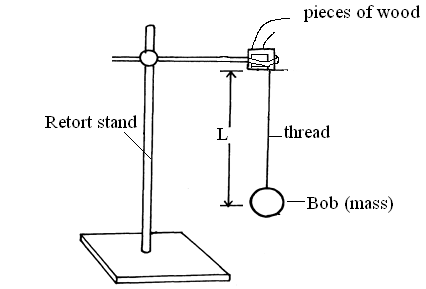 pieces of wood
Retort stand
L
thread
Bob (mass)